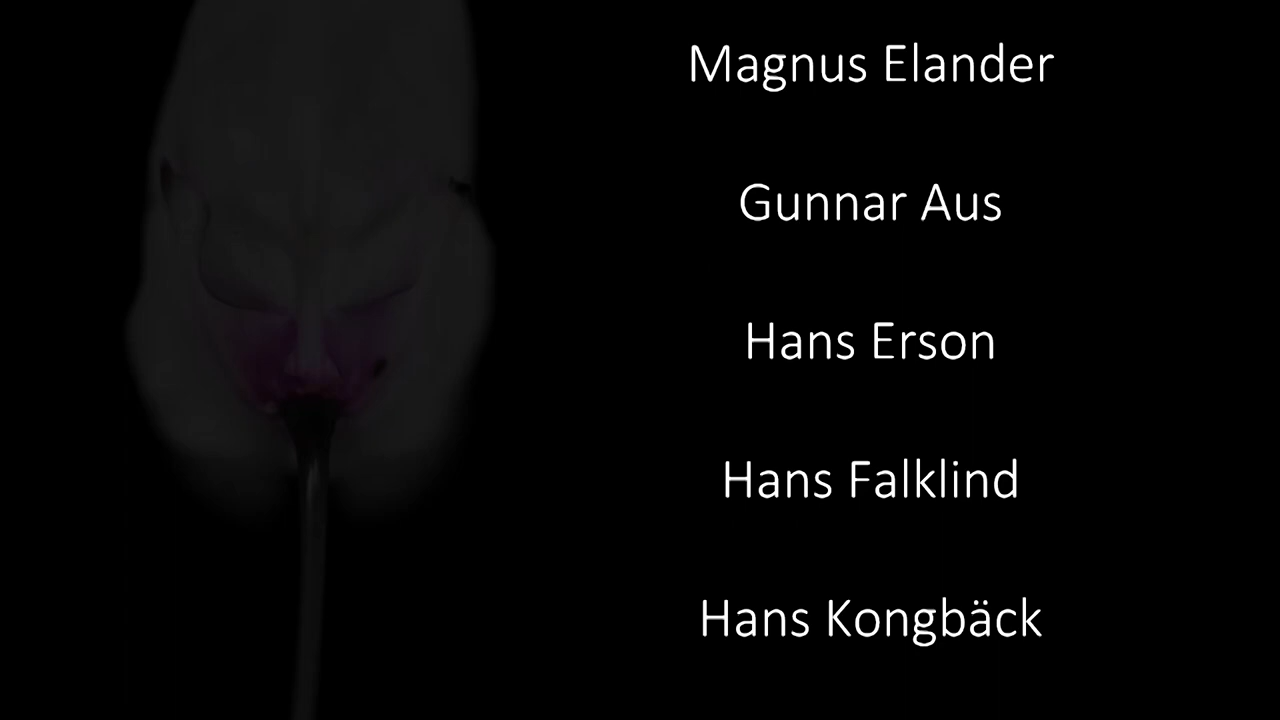 Magnus Elander
Gunnar Aus
Hans Erson
Hans Falklind
Hans Kongbäck